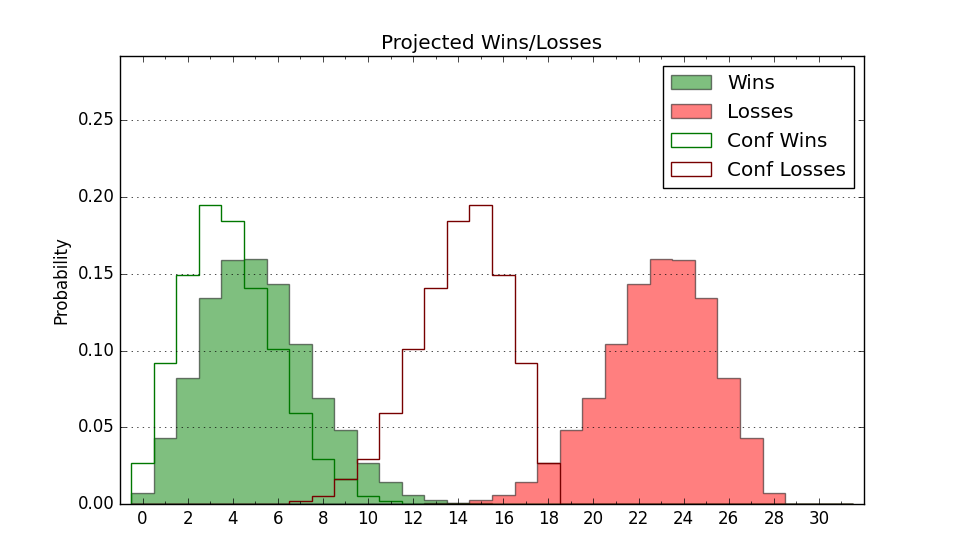 Projected Wins/Losses
Wins
Losses
Conf Wins
Conf Losses
Probability
0.25
0.20
0.15
0.10
0.05
0.00
0 2 4 6 8 10 12 14 16 18 20 22 24 26 28 30